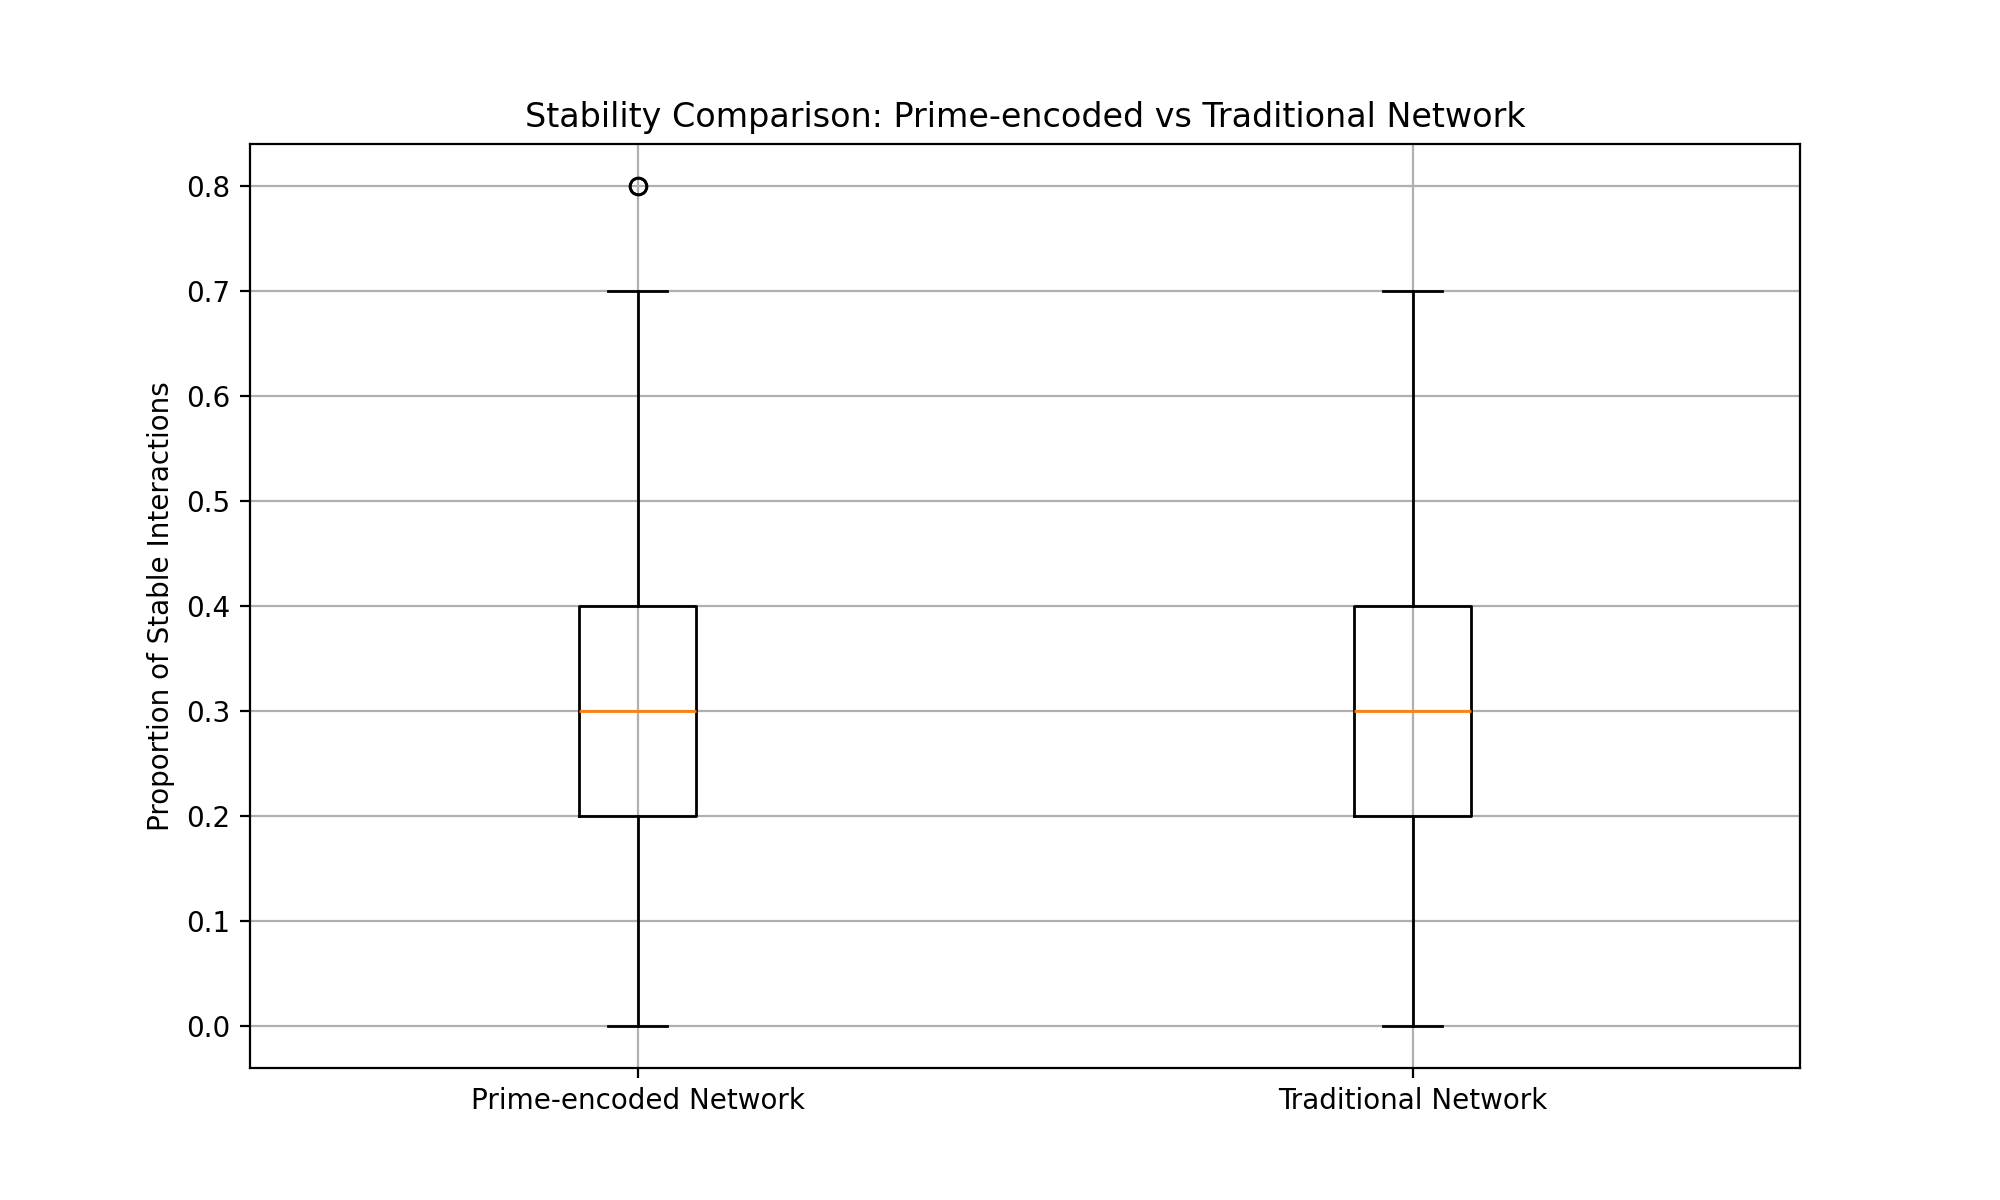 Stability Comparison: Prime-encoded vs Traditional Network
Proportion of Stable Interactions
0.8
0.7
0.6
0.5
0.4
0.3
0.2
0.1
0.0
Prime-encoded Network
Traditional Network